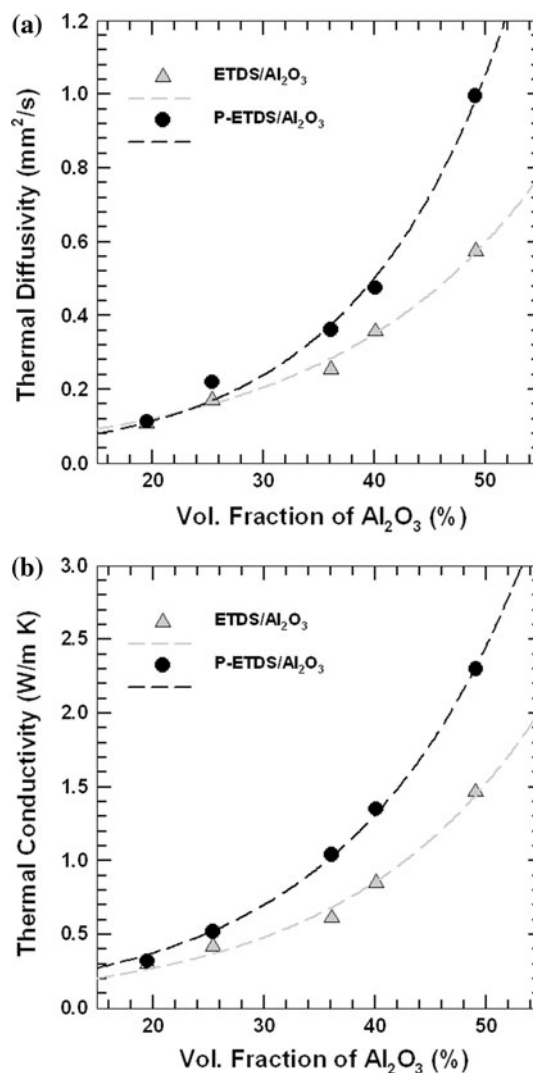 (a)
1.2
1.0
0.8
0.6
0.4
0.2
0.0
Thermal Diffusivity (mm²/s)
ETDS/Al₂O₃
P-ETDS/Al₂O₃
20 30 40 50
Vol. Fraction of Al₂O₃ (%)
(b)
3.0
2.5
2.0
1.5
1.0
0.5
0.0
Thermal Conductivity (W/m K)
ETDS/Al₂O₃
P-ETDS/Al₂O₃
20 30 40 50
Vol. Fraction of Al₂O₃ (%)